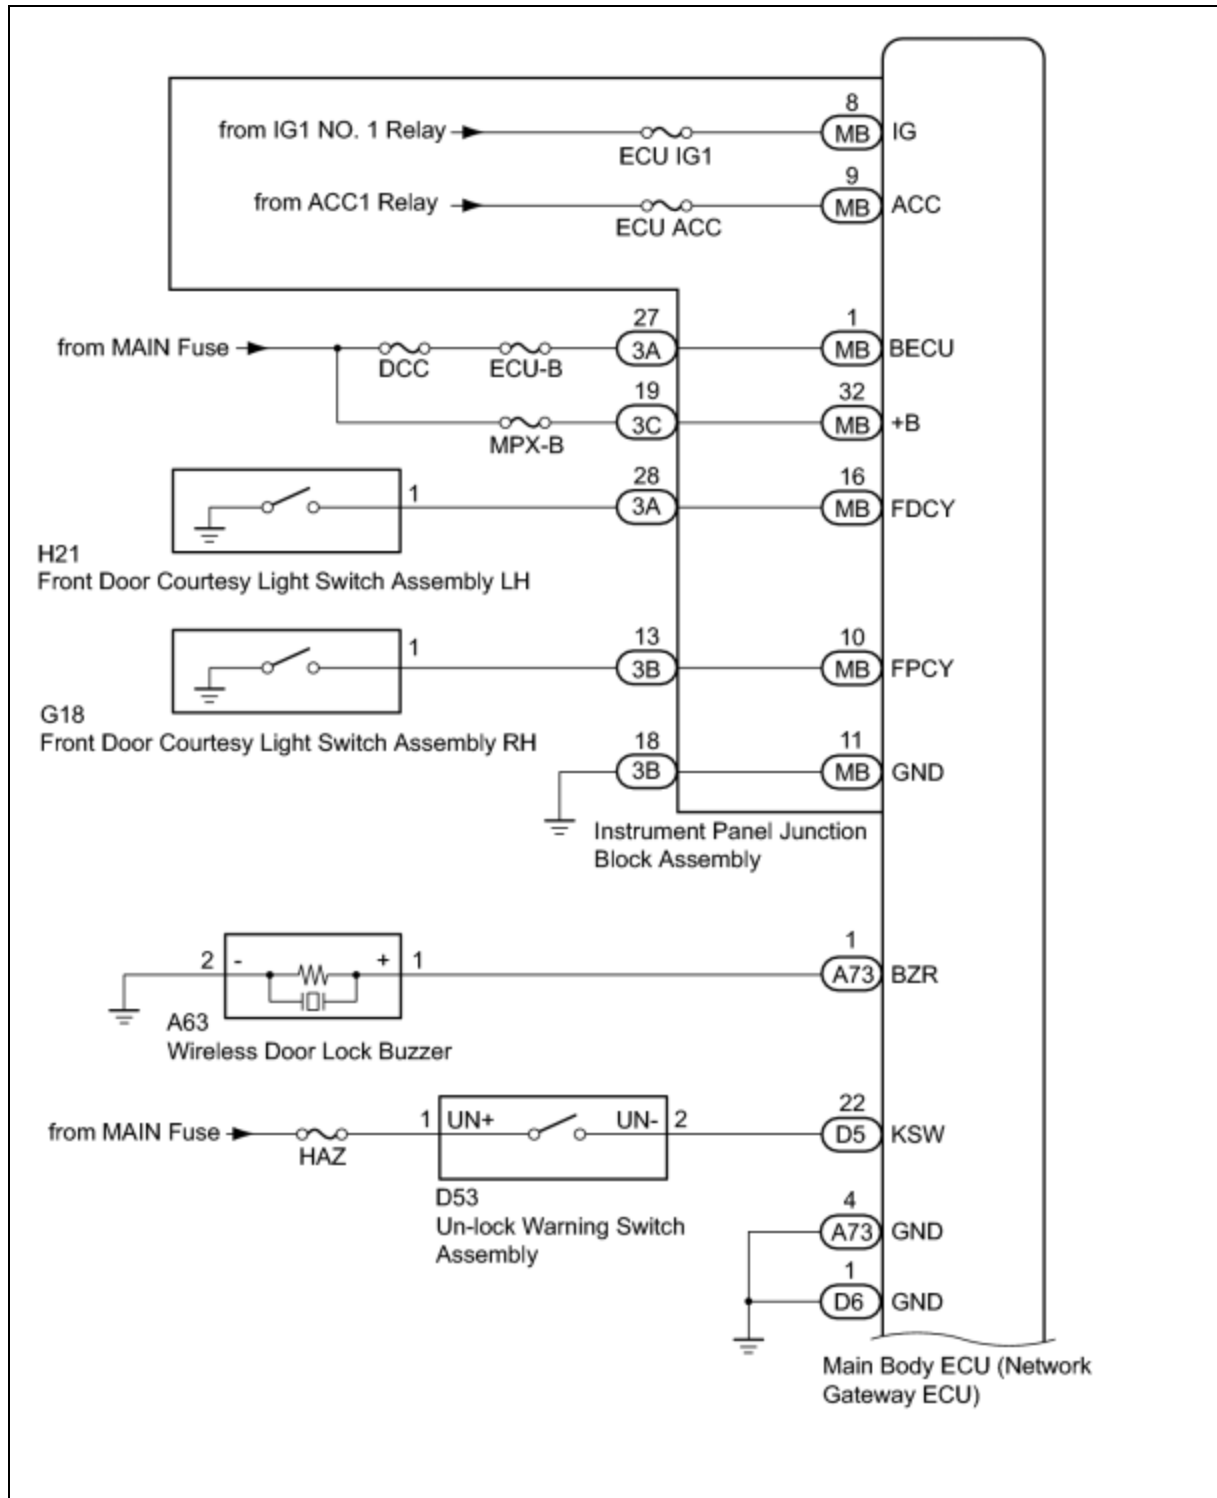 8
from IG1 NO. 1 Relay MB IG
ECU IG1
9
from ACC1 Relay MB ACC
ECU ACC
27 1
from MAIN Fuse 3A MB BECU
DCC ECU-B
19 32
3C MB +B
MPX-B
28 16
1 3A MB FDCY
H21
Front Door Courtesy Light Switch Assembly LH
13 10
1 3B MB FPCY
G18
Front Door Courtesy Light Switch Assembly RH
18 11
3B MB GND
Instrument Panel Junction
Block Assembly
1
2 - + 1 A73 BZR
A63
Wireless Door Lock Buzzer
22
from MAIN Fuse 1 UN+ UN- 2 D5 KSW
HAZ
D53
Un-lock Warning Switch
Assembly
4
A73 GND
1
D6 GND
Main Body ECU (Network
Gateway ECU)